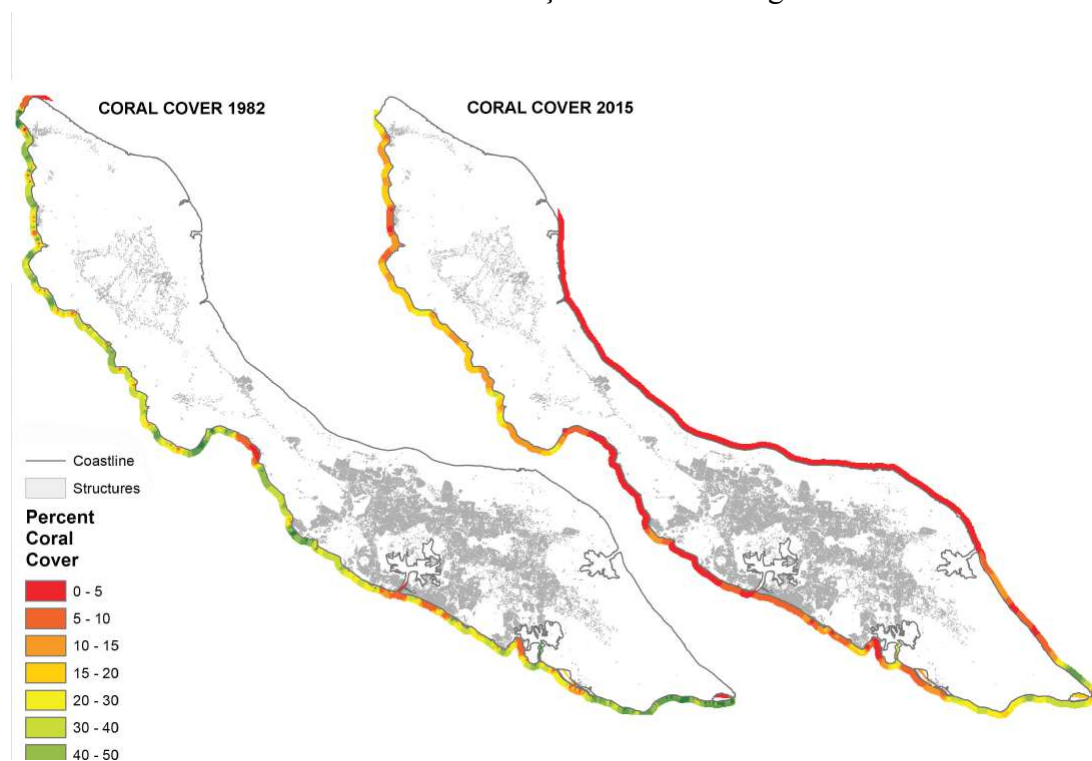 CORAL COVER 1982
CORAL COVER 2015
Coastline
Structures
Percent
Coral
Cover
0 - 5
5 - 10
10 - 15
15 - 20
20 - 30
30 - 40
40 - 50